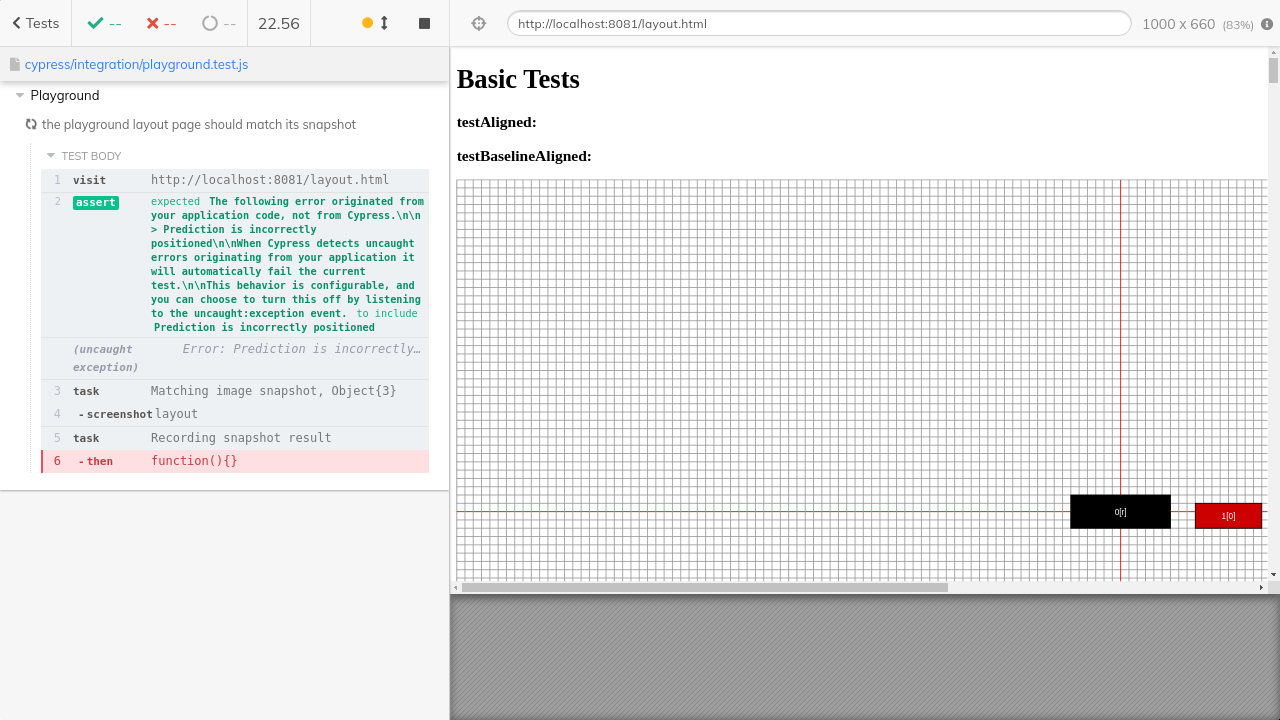 Tests -- -- -- 22.56
http://localhost:8081/layout.html 1000 x 660 (83%)
cypress/integration/playground.test.js
Playground
the playground layout page should match its snapshot
TEST BODY
1 visit http://localhost:8081/layout.html
2 assert expected The following error originated from
your application code, not from Cypress.\n\n
> Prediction is incorrectly
positioned\n\nWhen Cypress detects uncaught
errors originating from your application it
will automatically fail the current
test.\n\nThis behavior is configurable, and
you can choose to turn this off by listening
to the uncaught:exception event. to include
Prediction is incorrectly positioned
(uncaught exception) Error: Prediction is incorrectly…
3 task Matching image snapshot, Object{3}
4 - screenshot layout
5 task Recording snapshot result
6 - then function(){}
Basic Tests
testAligned:
testBaselineAligned:
0[r]
1[0]